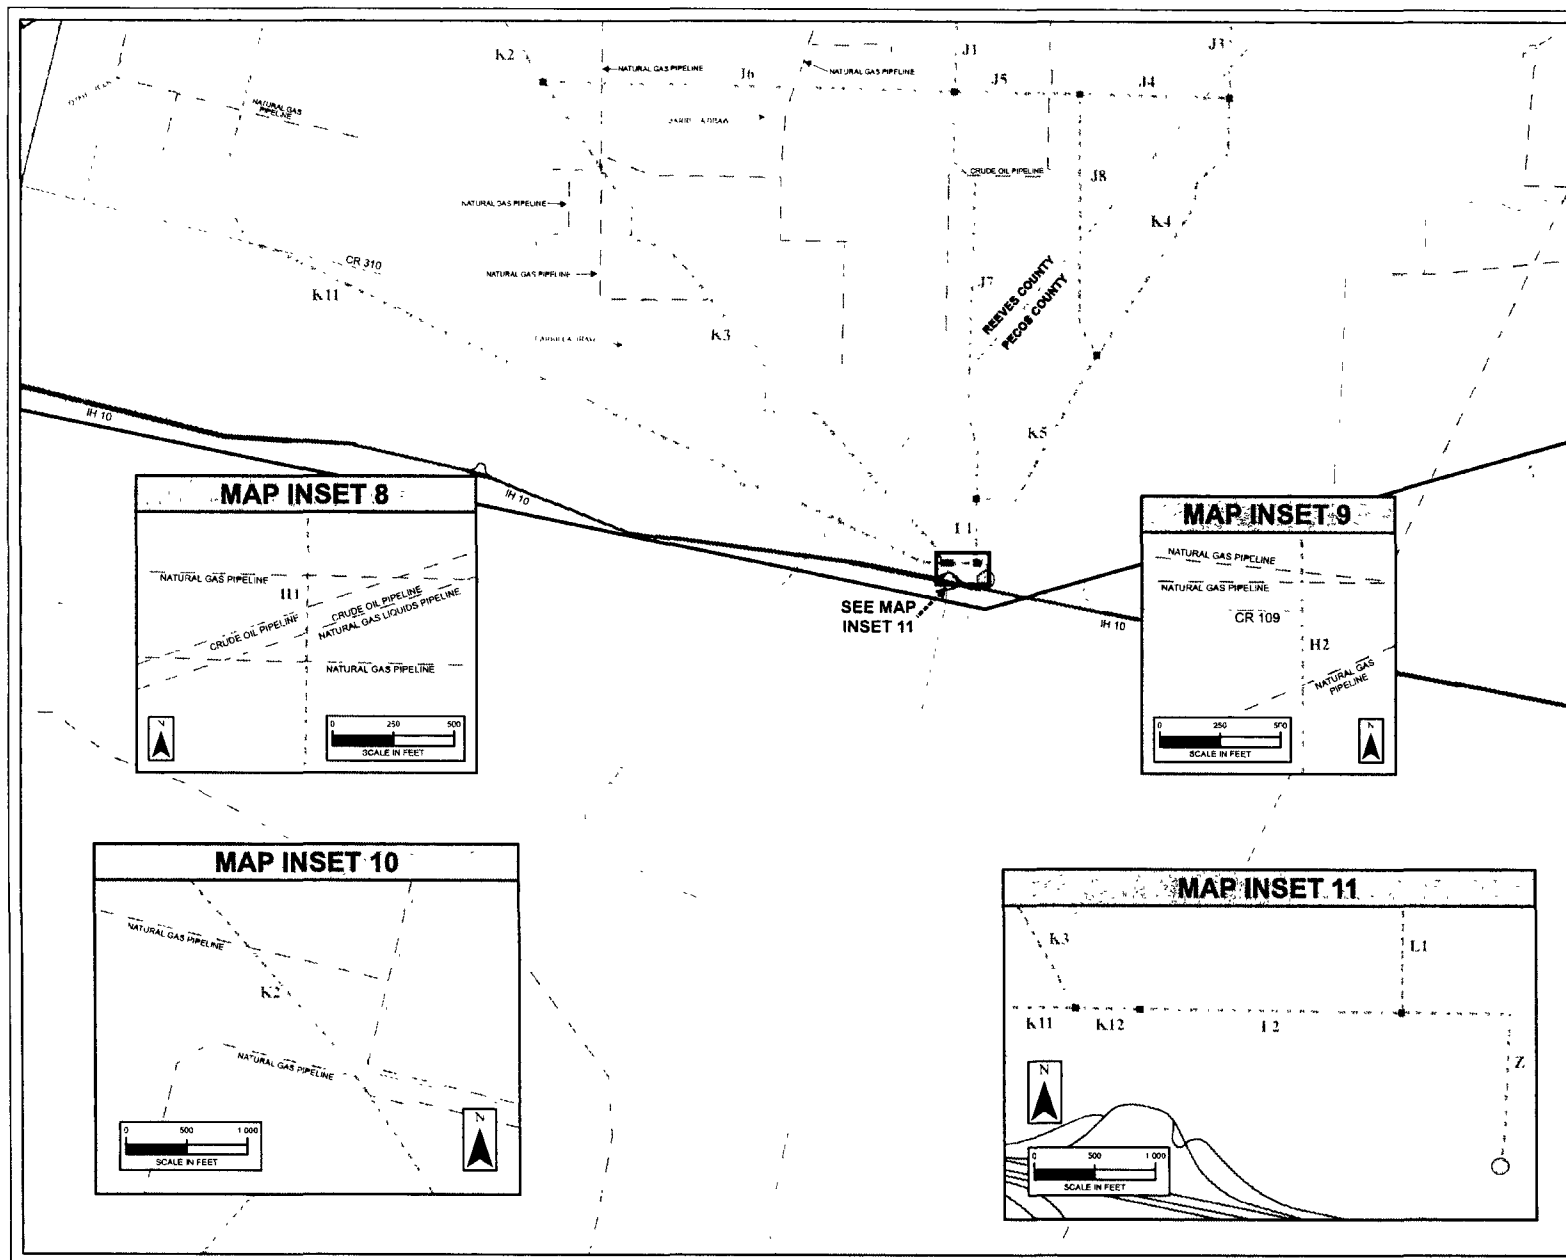 K2
NATURAL GAS PIPELINE
J6
NATURAL GAS PIPELINE
J1
J5
J4
J3
NATURAL GAS
PIPELINE
CRUDE OIL PIPELINE
J8
NATURAL GAS PIPELINE
K4
CR 310
K11
NATURAL GAS PIPELINE
J7
REEVES COUNTY
PECOS COUNTY
K3
IH 10
K5
IH 10
L1
SEE MAP
INSET 11
IH 10
MAP INSET 8
NATURAL GAS PIPELINE
H1
CRUDE OIL PIPELINE
CRUDE OIL PIPELINE
NATURAL GAS LIQUIDS PIPELINE
NATURAL GAS PIPELINE
N
0 250 500
SCALE IN FEET
MAP INSET 9
NATURAL GAS PIPELINE
NATURAL GAS PIPELINE
CR 109
H2
NATURAL GAS
PIPELINE
0 250 500
SCALE IN FEET
N
MAP INSET 10
NATURAL GAS PIPELINE
K2
NATURAL GAS PIPELINE
0 500 1 000
SCALE IN FEET
N
MAP INSET 11
K3
L1
K11
K12
L2
Z
N
0 500 1 000
SCALE IN FEET